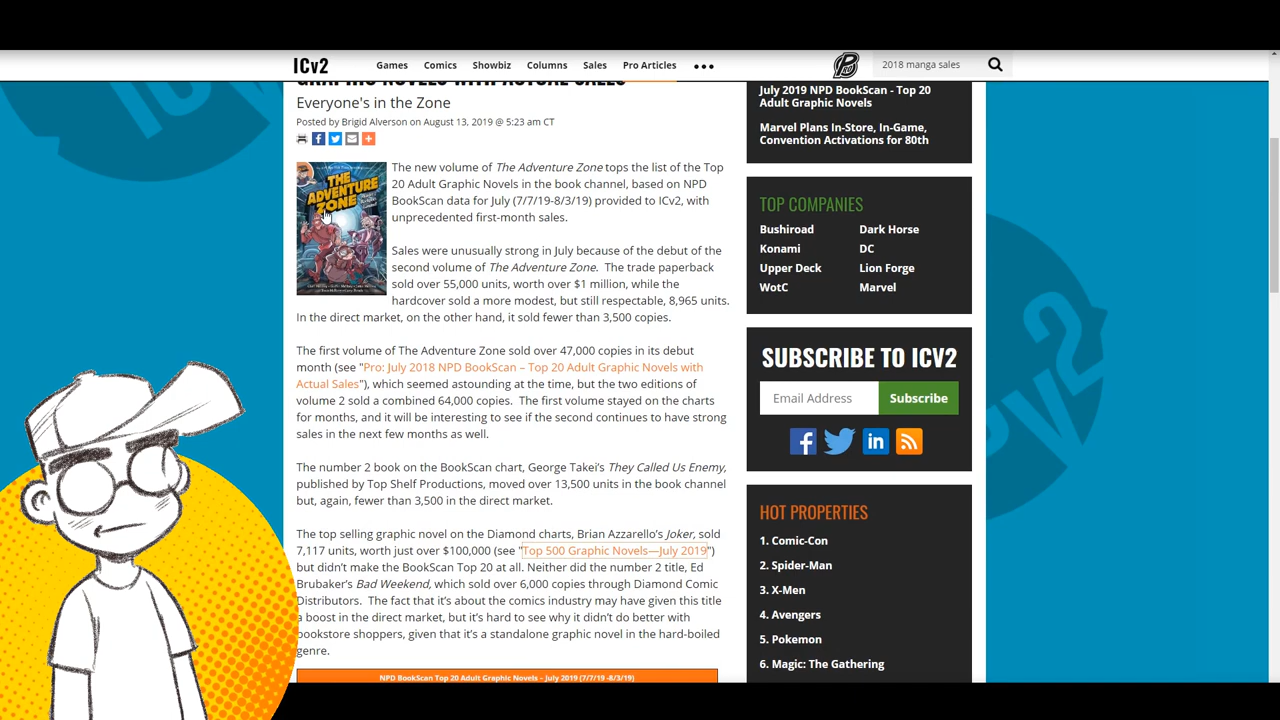 ICv2
Games
Comics
Showbiz
Columns
Sales
Pro Articles
2018 manga sales
GRAPHIC NOVELS WITH ACTUAL SALES
Everyone's in the Zone
Posted by Brigid Alverson on August 13, 2019 @ 5:23 am CT
THE
ADVENTURE
ZONE
The new volume of The Adventure Zone tops the list of the Top
20 Adult Graphic Novels in the book channel, based on NPD
BookScan data for July (7/7/19-8/3/19) provided to ICv2, with
unprecedented first-month sales.
Sales were unusually strong in July because of the debut of the
second volume of The Adventure Zone. The trade paperback
sold over 55,000 units, worth over $1 million, while the
hardcover sold a more modest, but still respectable, 8,965 units.
In the direct market, on the other hand, it sold fewer than 3,500 copies.
The first volume of The Adventure Zone sold over 47,000 copies in its debut
month (see "Pro: July 2018 NPD BookScan – Top 20 Adult Graphic Novels with
Actual Sales"), which seemed astounding at the time, but the two editions of
volume 2 sold a combined 64,000 copies. The first volume stayed on the charts
for months, and it will be interesting to see if the second continues to have strong
sales in the next few months as well.
The number 2 book on the BookScan chart, George Takei's They Called Us Enemy,
published by Top Shelf Productions, moved over 13,500 units in the book channel
but, again, fewer than 3,500 in the direct market.
The top selling graphic novel on the Diamond charts, Brian Azzarello's Joker, sold
7,117 units, worth just over $100,000 (see "Top 500 Graphic Novels—July 2019")
but didn't make the BookScan Top 20 at all. Neither did the number 2 title, Ed
Brubaker's Bad Weekend, which sold over 6,000 copies through Diamond Comic
Distributors. The fact that it's about the comics industry may have given this title
a boost in the direct market, but it's hard to see why it didn't do better with
bookstore shoppers, given that it's a standalone graphic novel in the hard-boiled
genre.
NPD BookScan Top 20 Adult Graphic Novels – July 2019 (7/7/19 -8/3/19)
July 2019 NPD BookScan - Top 20
Adult Graphic Novels
Marvel Plans In-Store, In-Game,
Convention Activations for 80th
TOP COMPANIES
Bushiroad
Dark Horse
Konami
DC
Upper Deck
Lion Forge
WotC
Marvel
SUBSCRIBE TO ICV2
Email Address
Subscribe
HOT PROPERTIES
1. Comic-Con
2. Spider-Man
3. X-Men
4. Avengers
5. Pokemon
6. Magic: The Gathering